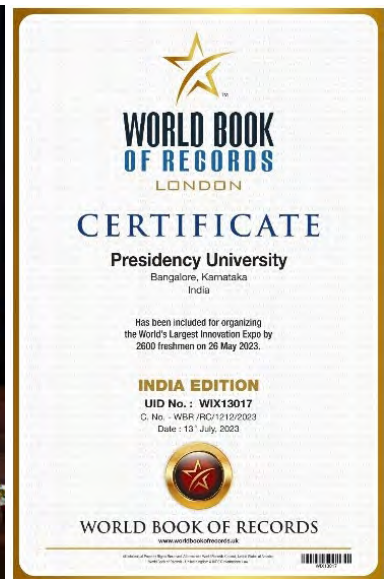 WORLD BOOK
OF RECORDS
LONDON
CERTIFICATE
Presidency University
Bangalore, Karnataka
India
Has been included for organizing
the World's Largest Innovation Expo by
2600 freshmen on 26 May 2023.
INDIA EDITION
UID No. : WIX13017
C. No. - WBR /RC/1212/2023
Date : 13 July, 2023
WORLD BOOK OF RECORDS
www.worldbookofrecords.uk
WIX13017